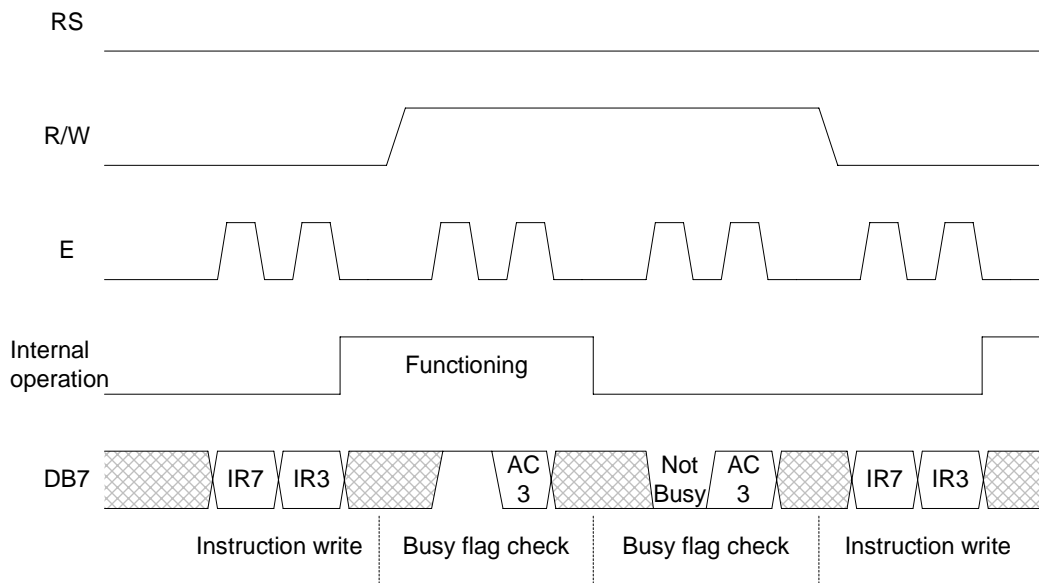 RS
R/W
E
Internal
operation
Functioning
DB7
IR7
IR3
AC
3
Not
Busy
AC
3
IR7
IR3
Instruction write
Busy flag check
Busy flag check
Instruction write